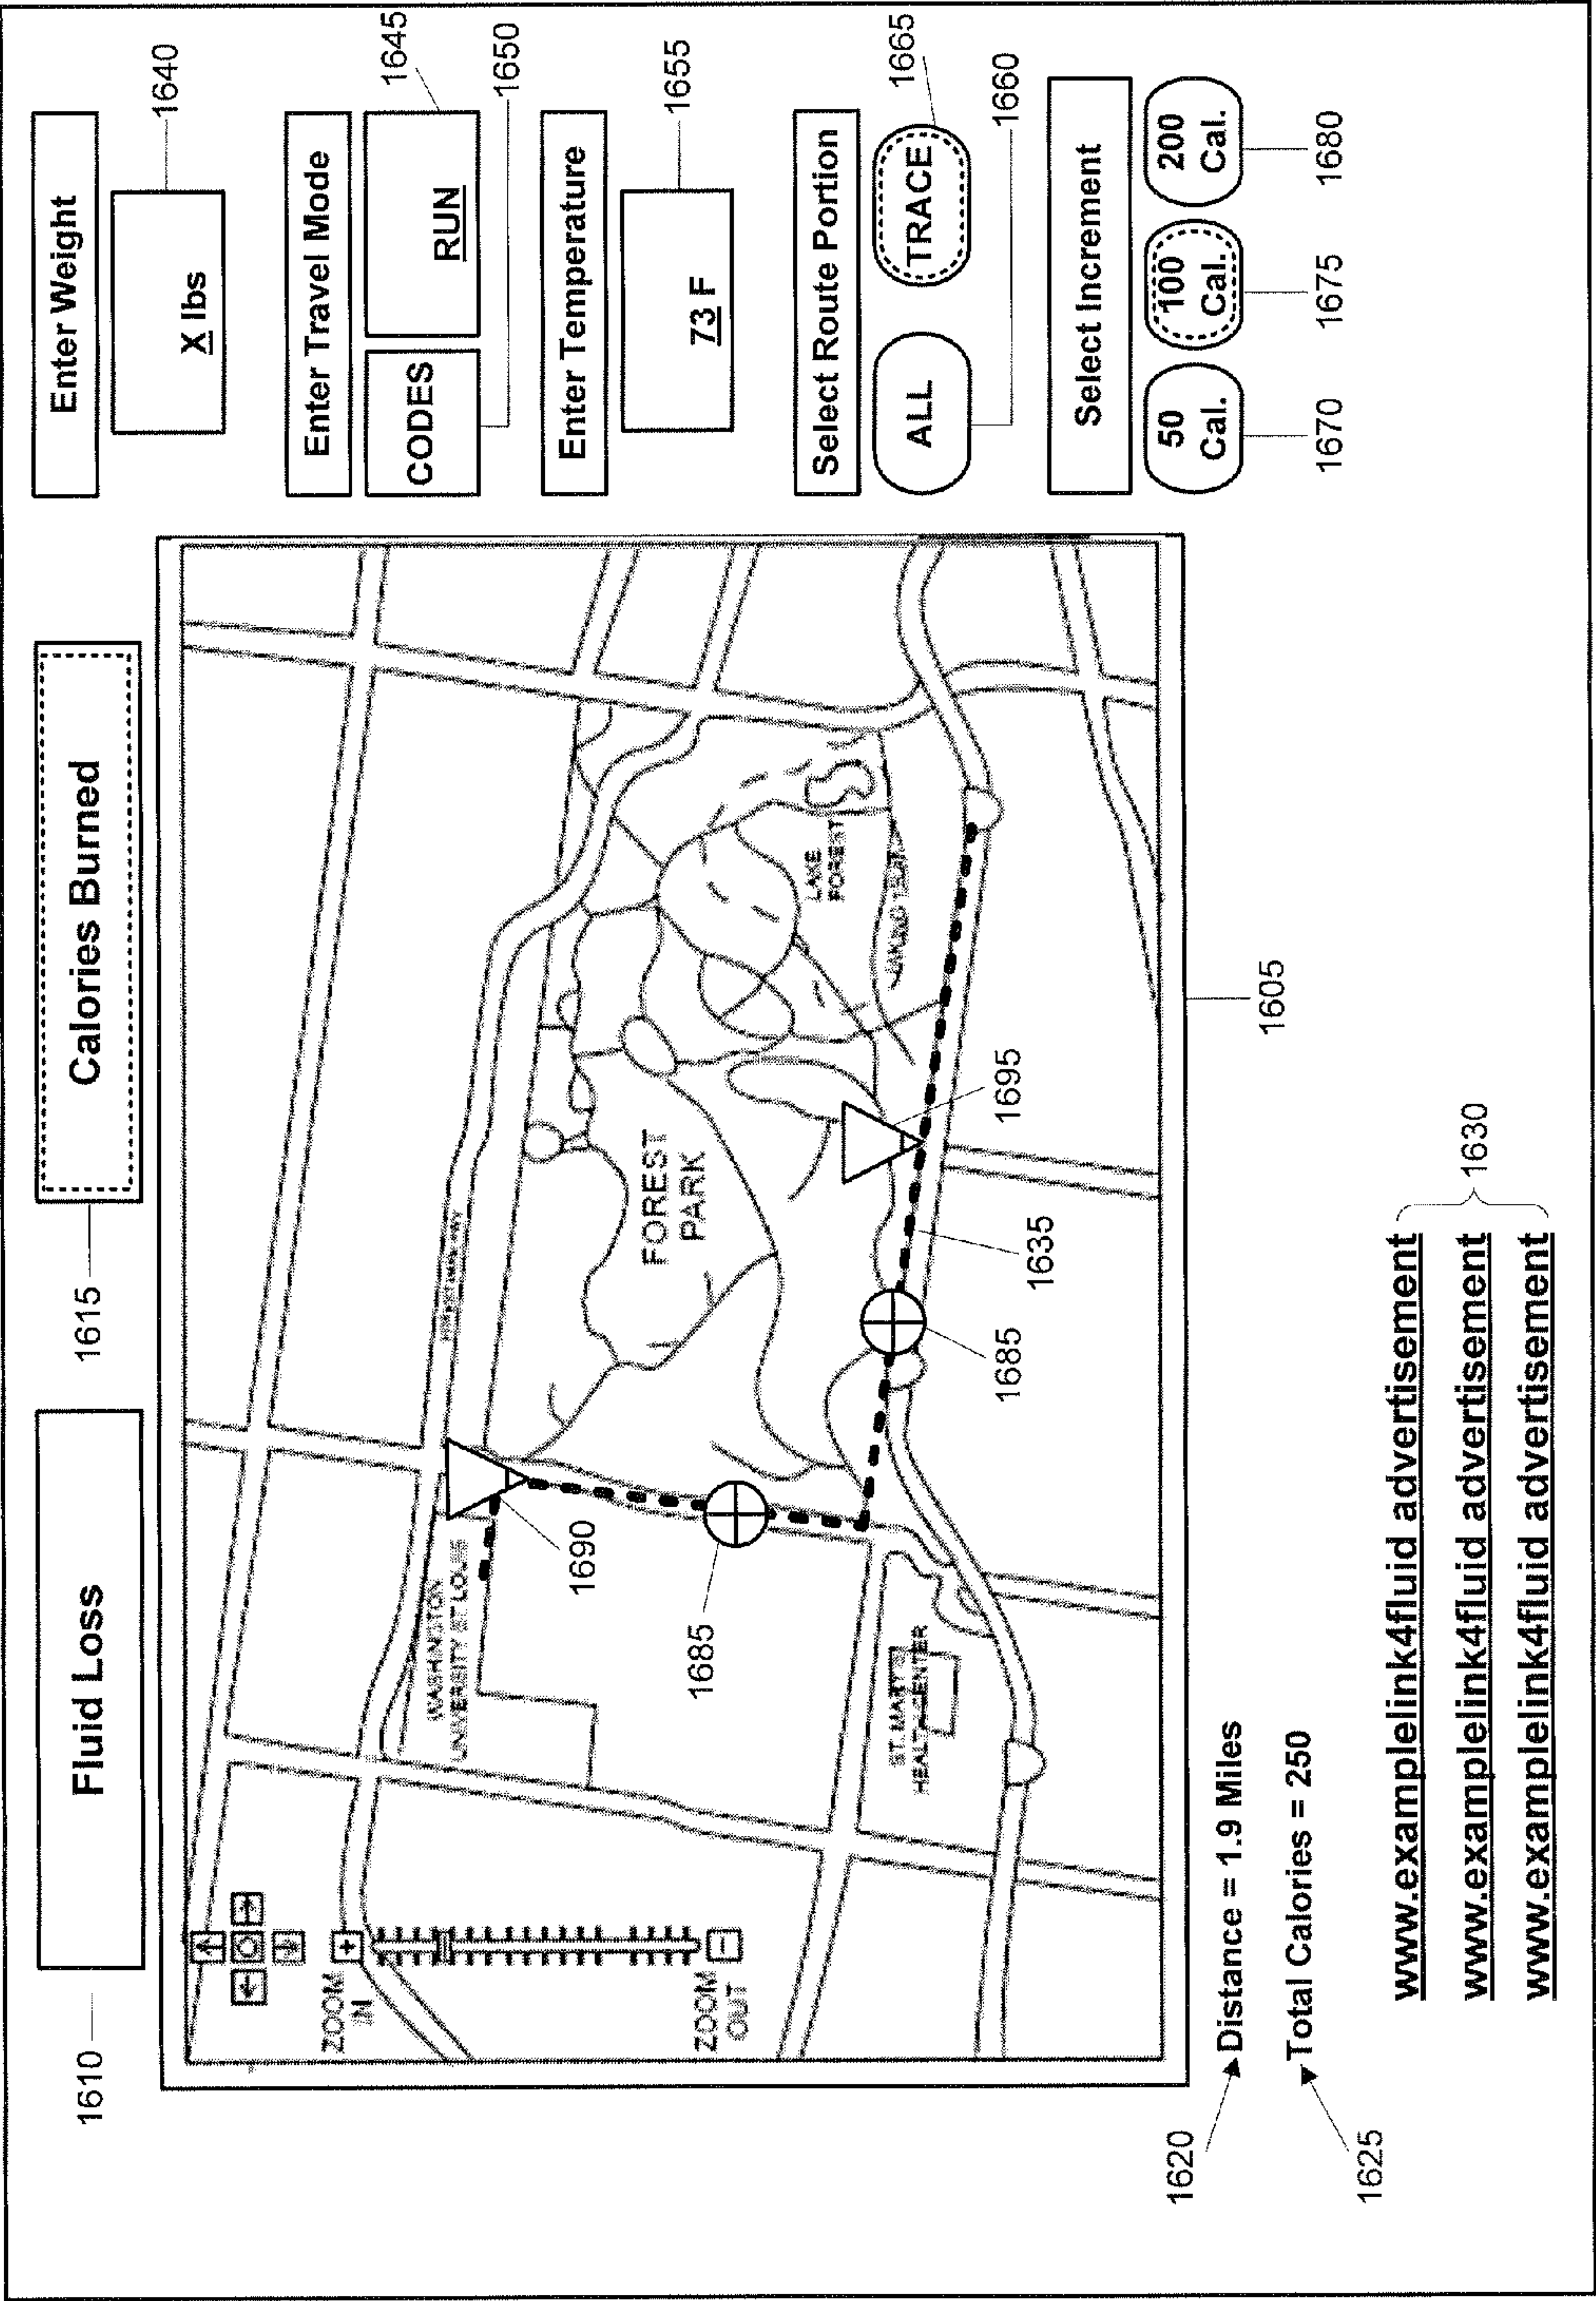 1610
Fluid Loss
1615
Calories Burned
Enter Weight
X lbs
1640
Enter Travel Mode
CODES
RUN
1645
1650
Enter Temperature
73 F
1655
Select Route Portion
ALL
TRACE
1665
1660
Select Increment
50
Cal.
100
Cal.
200
Cal.
1670
1675
1680
ZOOM
IN
ZOOM
OUT
WASHINGTON
UNIVERSITY ST LOUIS
1690
FOREST
PARK
LAKE
FOREST
1685
1695
1635
1685
ST. MARY'S
HEALTH CENTER
1605
1620
Distance = 1.9 Miles
1625
Total Calories = 250
www.examplelink4fluid advertisement
www.examplelink4fluid advertisement
www.examplelink4fluid advertisement
1630